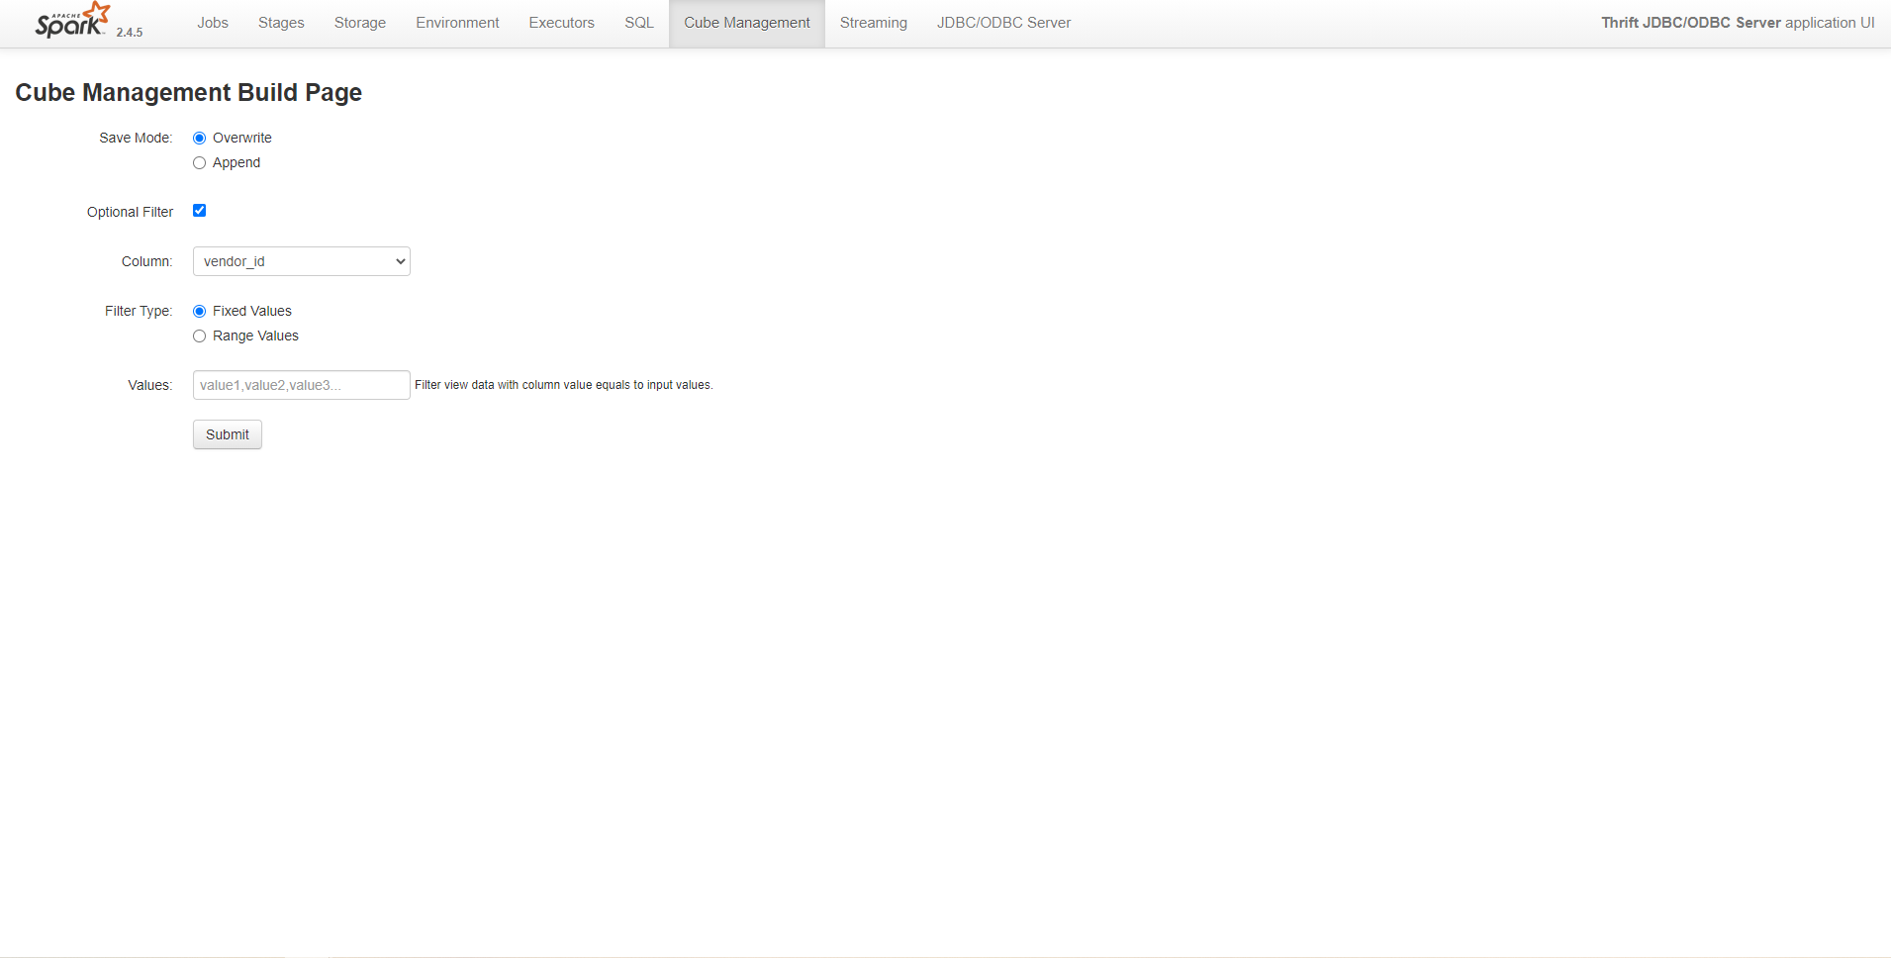 APACHE Spark 2.4.5 Jobs Stages Storage Environment Executors SQL Cube Management Streaming JDBC/ODBC Server Thrift JDBC/ODBC Server application UI
Cube Management Build Page
Save Mode: Overwrite
Append
Optional Filter
Column: vendor_id
Filter Type: Fixed Values
Range Values
Values: value1,value2,value3... Filter view data with column value equals to input values.
Submit